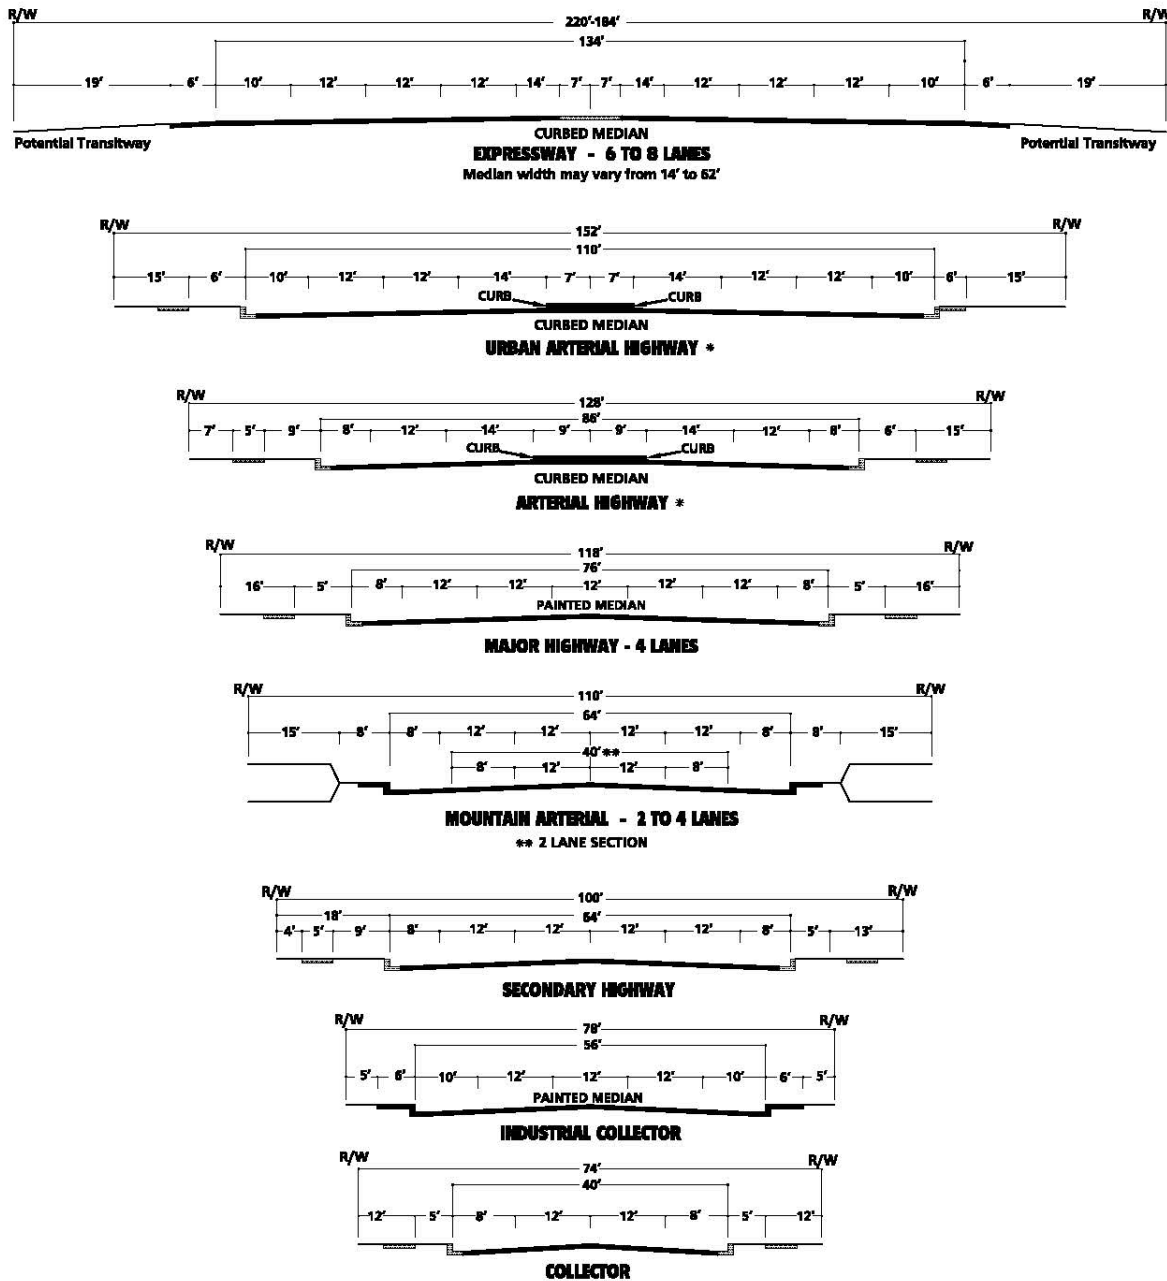 R/W R/W
220'-184'
134'
19' 6' 10' 12' 12' 12' 14' 7' 7' 14' 12' 12' 12' 10' 6' 19'
Potential Transitway CURBED MEDIAN Potential Transitway
EXPRESSWAY - 6 TO 8 LANES
Median width may vary from 14' to 62'
R/W R/W
152'
110'
15' 6' 10' 12' 12' 14' 7' 7' 14' 12' 12' 10' 6' 15'
CURB CURB
CURBED MEDIAN
URBAN ARTERIAL HIGHWAY *
R/W R/W
128'
86'
7' 5' 9' 8' 12' 14' 9' 9' 14' 12' 8' 6' 15'
CURB CURB
CURBED MEDIAN
ARTERIAL HIGHWAY *
R/W R/W
118'
76'
16' 5' 8' 12' 12' 12' 12' 12' 8' 5' 16'
PAINTED MEDIAN
MAJOR HIGHWAY - 4 LANES
R/W R/W
110'
64'
15' 8' 8' 12' 12' 12' 12' 8' 8' 15'
40' **
8' 12' 12' 8'
MOUNTAIN ARTERIAL - 2 TO 4 LANES
** 2 LANE SECTION
R/W R/W
100'
18' 64'
4' 5' 9' 8' 12' 12' 12' 12' 8' 5' 13'
SECONDARY HIGHWAY
R/W R/W
78'
56'
5' 6' 10' 12' 12' 12' 10' 6' 5'
PAINTED MEDIAN
INDUSTRIAL COLLECTOR
R/W R/W
74'
40'
12' 5' 8' 12' 12' 8' 5' 12'
COLLECTOR